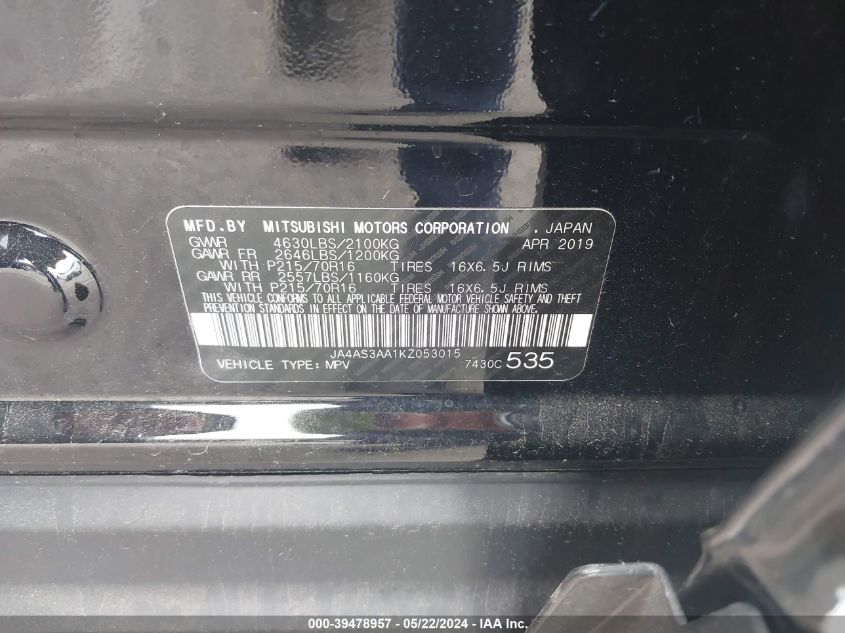 MFD.BY MITSUBISHI MOTORS CORPORATION , JAPAN
GVWR 4630LBS/2100KG APR 2019
GAWR FR 2646LBS/1200KG
WITH P215/70R16 TIRES 16X6.5J RIMS
GAWR RR 2557LBS/1160KG
WITH P215/70R16 TIRES 16X6.5J RIMS
THIS VEHICLE CONFORMS TO ALL APPLICABLE FEDERAL MOTOR VEHICLE SAFETY AND THEFT
PREVENTION STANDARDS IN EFFECT ON THE DATE OF MANUFACTURE SHOWN ABOVE.
JA4AS3AA1KZ053015
VEHICLE TYPE: MPV 7430C 535
000-39478957 - 05/22/2024 - IAA Inc.